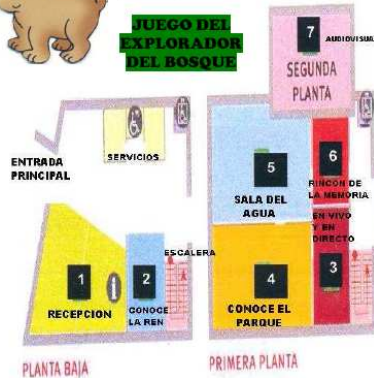 JUEGO DEL
EXPLORADOR
DEL BOSQUE
7
AUDIOVISUAL
SEGUNDA
PLANTA
ENTRADA
PRINCIPAL
SERVICIOS
5
SALA DEL
AGUA
6
RINCON DE
LA MEMORIA
EN VIVO
Y EN
DIRECTO
3
ESCALERA
1
RECEPCION
i
2
CONOCE
LA REN
4
CONOCE EL
PARQUE
PLANTA BAJA
PRIMERA PLANTA